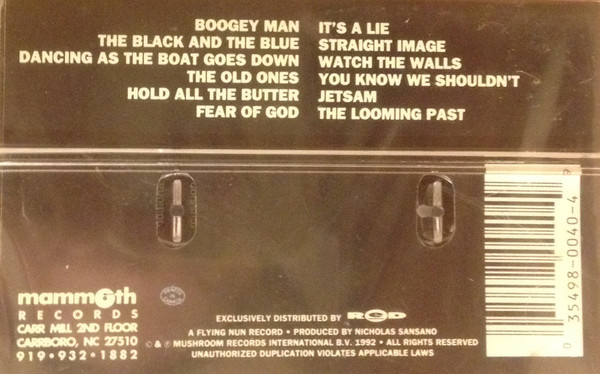 BOOGEY MAN
THE BLACK AND THE BLUE
DANCING AS THE BOAT GOES DOWN
THE OLD ONES
HOLD ALL THE BUTTER
FEAR OF GOD
IT'S A LIE
STRAIGHT IMAGE
WATCH THE WALLS
YOU KNOW WE SHOULDN'T
JETSAM
THE LOOMING PAST
mammoth
RECORDS
CARR MILL 2ND FLOOR
CARRBORO, NC 27510
919•932•1882
EXCLUSIVELY DISTRIBUTED BY RED
A FLYING NUN RECORD • PRODUCED BY NICHOLAS SANSANO
© & ℗ MUSHROOM RECORDS INTERNATIONAL B.V. 1992 • ALL RIGHTS RESERVED
UNAUTHORIZED DUPLICATION VIOLATES APPLICABLE LAWS
0 35498-0040-4 9